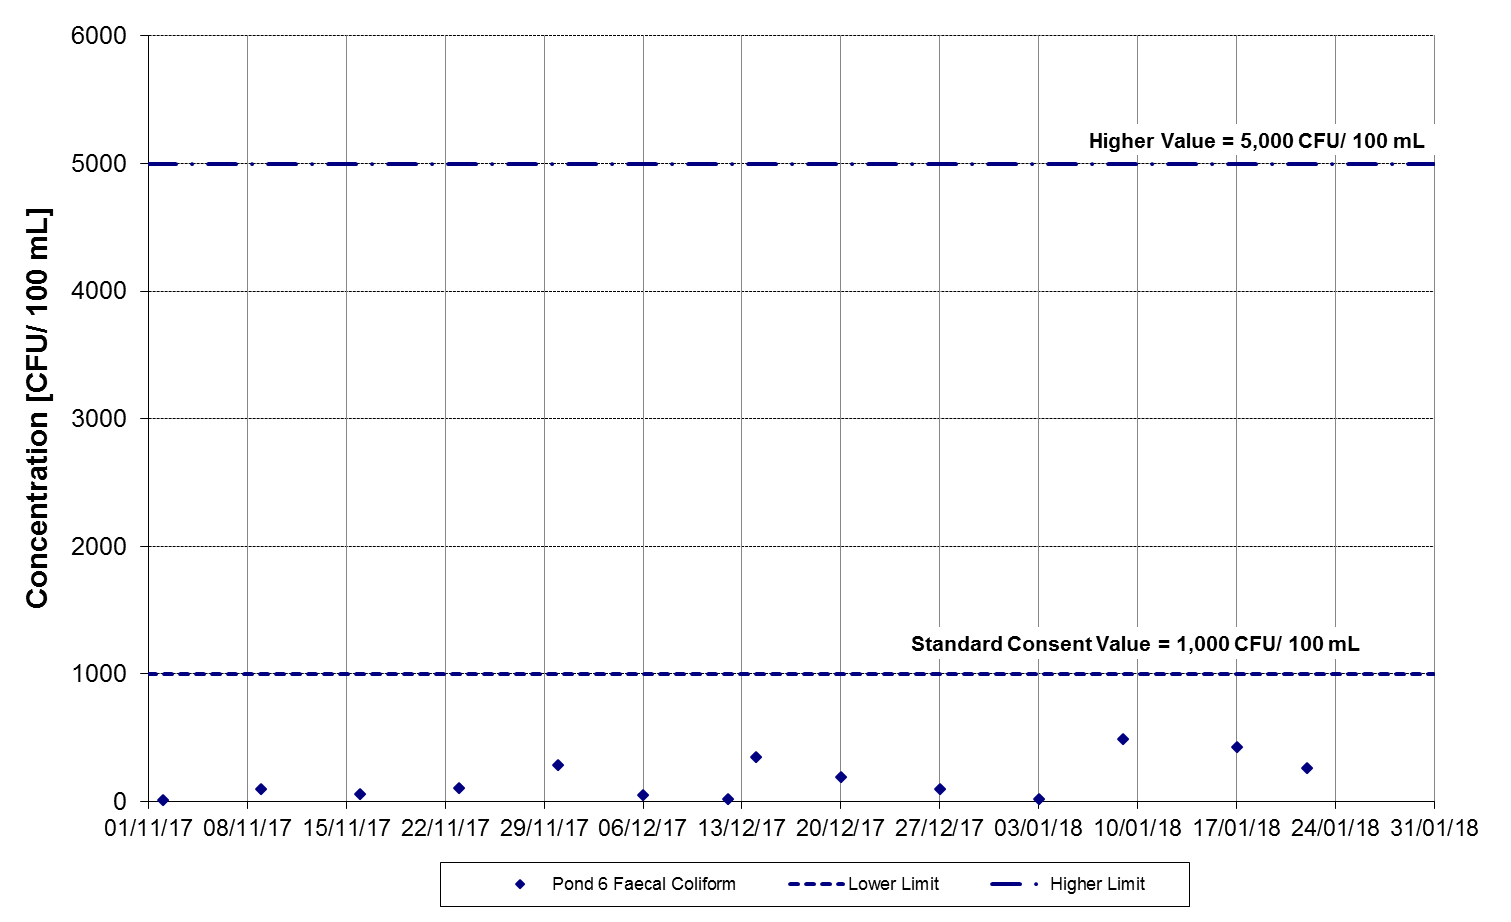 6000
Higher Value = 5,000 CFU/ 100 mL
5000
Concentration [CFU/ 100 mL]
4000
3000
2000
Standard Consent Value = 1,000 CFU/ 100 mL
1000
0
01/11/17 08/11/17 15/11/17 22/11/17 29/11/17 06/12/17 13/12/17 20/12/17 27/12/17 03/01/18 10/01/18 17/01/18 24/01/18 31/01/18
Pond 6 Faecal Coliform Lower Limit Higher Limit